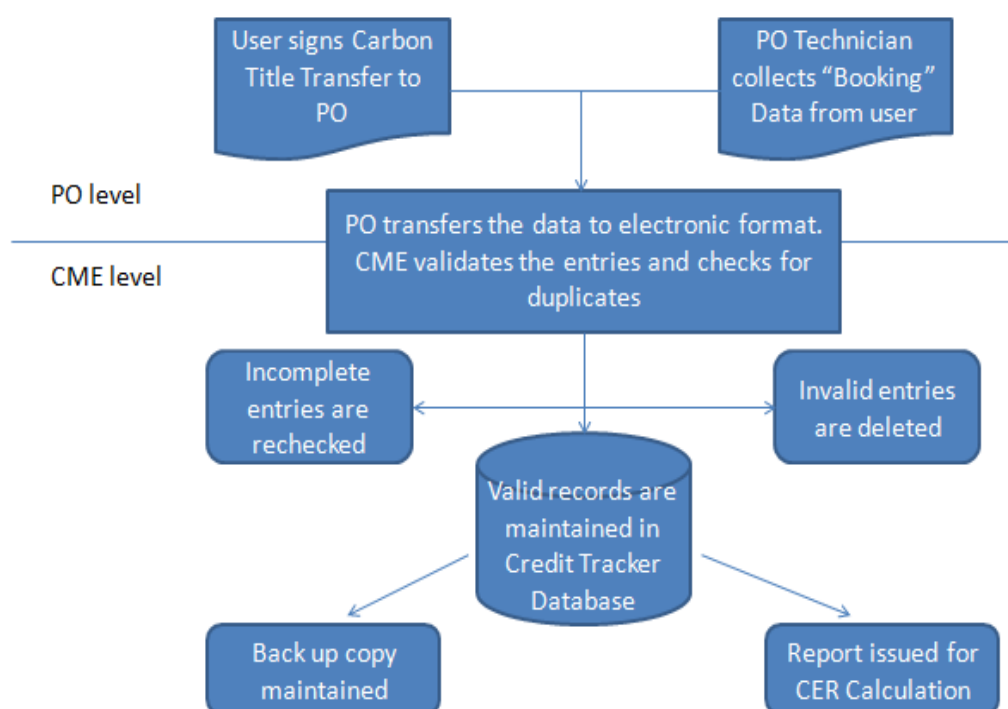 User signs Carbon
Title Transfer to
PO
PO Technician
collects “Booking”
Data from user
PO level
PO transfers the data to electronic format.
CME validates the entries and checks for
duplicates
CME level
Incomplete
entries are
rechecked
Invalid entries
are deleted
Valid records are
maintained in
Credit Tracker
Database
Back up copy
maintained
Report issued for
CER Calculation